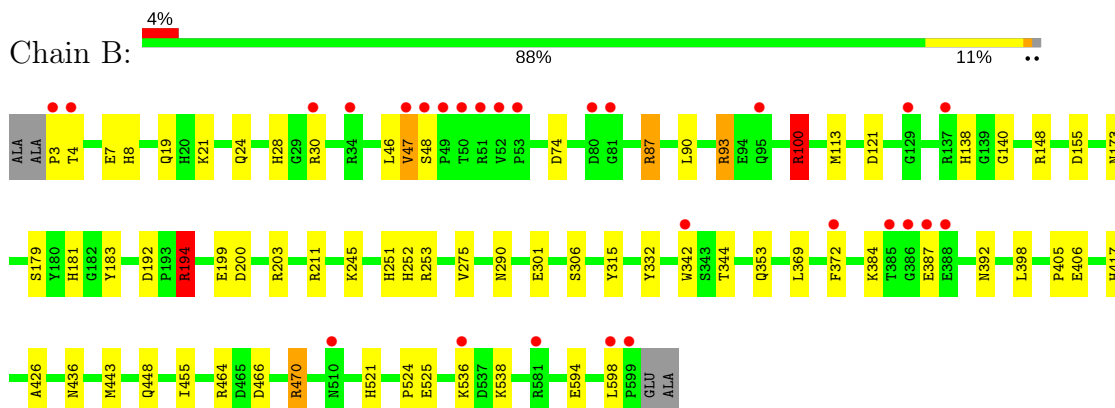 4%
Chain B:
88% 11% ••
ALA ALA P3 T4 E7 H8 Q19 H20 K21 Q24 H28 G29 R30 R34 L46 V47 S48 P49 T50 R51 V52 P53 D74 D80 G81 R87 L90 R93 E94 Q95 R100 M113 D121 G129 R137 H138 G139 G140 R148 D155
S179 Y180 H181 G182 Y183 D192 P193 R194 E199 D200 R203 R211 K245 H251 H252 R253 V275 N290 E301 S306 Y315 Y332 W342 S343 T344 Q353 L369 F372 K384 T385 G386 E387 E388 N392 L398 P405 E406 H417
A426 N436 M443 Q448 I455 R464 D465 D466 R470 N510 H521 P524 E525 K536 D537 K538 R581 E594 L598 P599 GLU ALA